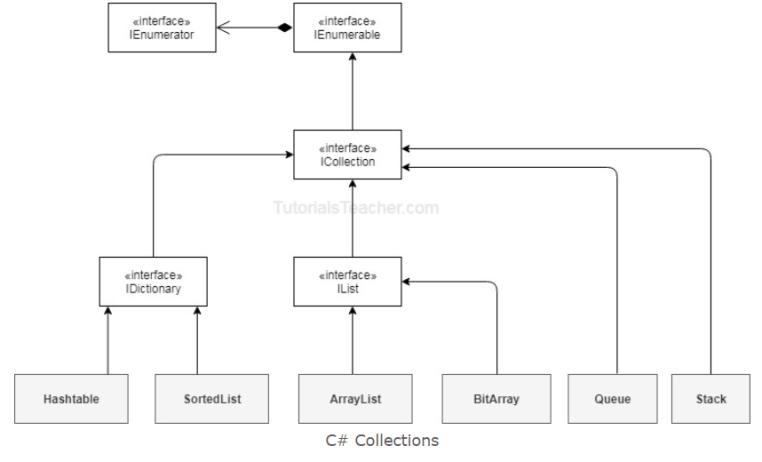 «interface»
IEnumerator
«interface»
IEnumerable
«interface»
ICollection
TutorialsTeacher.com
«interface»
IDictionary
«interface»
IList
Hashtable
SortedList
ArrayList
BitArray
Queue
Stack
C# Collections